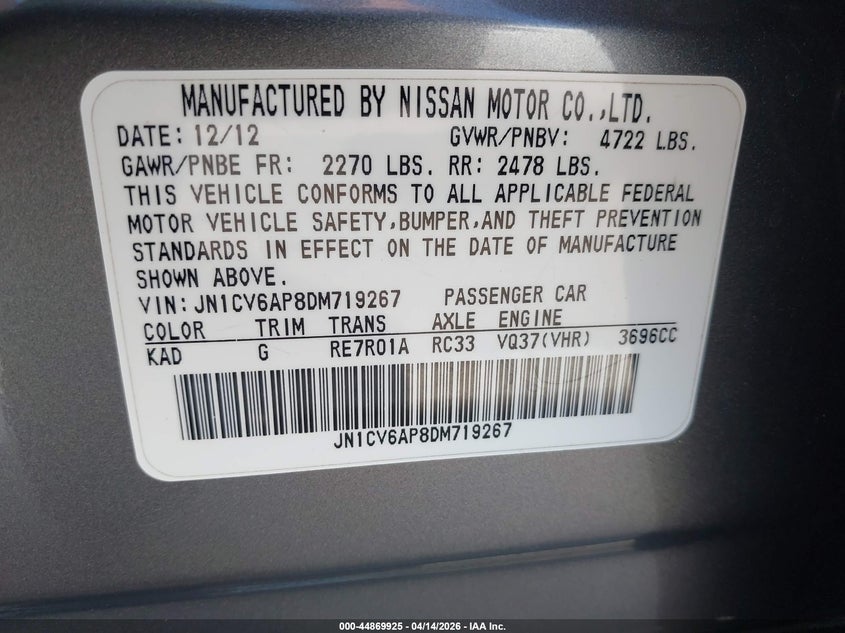 MANUFACTURED BY NISSAN MOTOR CO.,LTD.
DATE: 12/12 GVWR/PNBV: 4722 LBS.
GAWR/PNBE FR: 2270 LBS. RR: 2478 LBS.
THIS VEHICLE CONFORMS TO ALL APPLICABLE FEDERAL
MOTOR VEHICLE SAFETY,BUMPER,AND THEFT PREVENTION
STANDARDS IN EFFECT ON THE DATE OF MANUFACTURE
SHOWN ABOVE.
VIN: JN1CV6AP8DM719267 PASSENGER CAR
COLOR TRIM TRANS AXLE ENGINE
KAD G RE7R01A RC33 VQ37(VHR) 3696CC
JN1CV6AP8DM719267
000-44869925 | 04/14/2026 | IAA Inc.